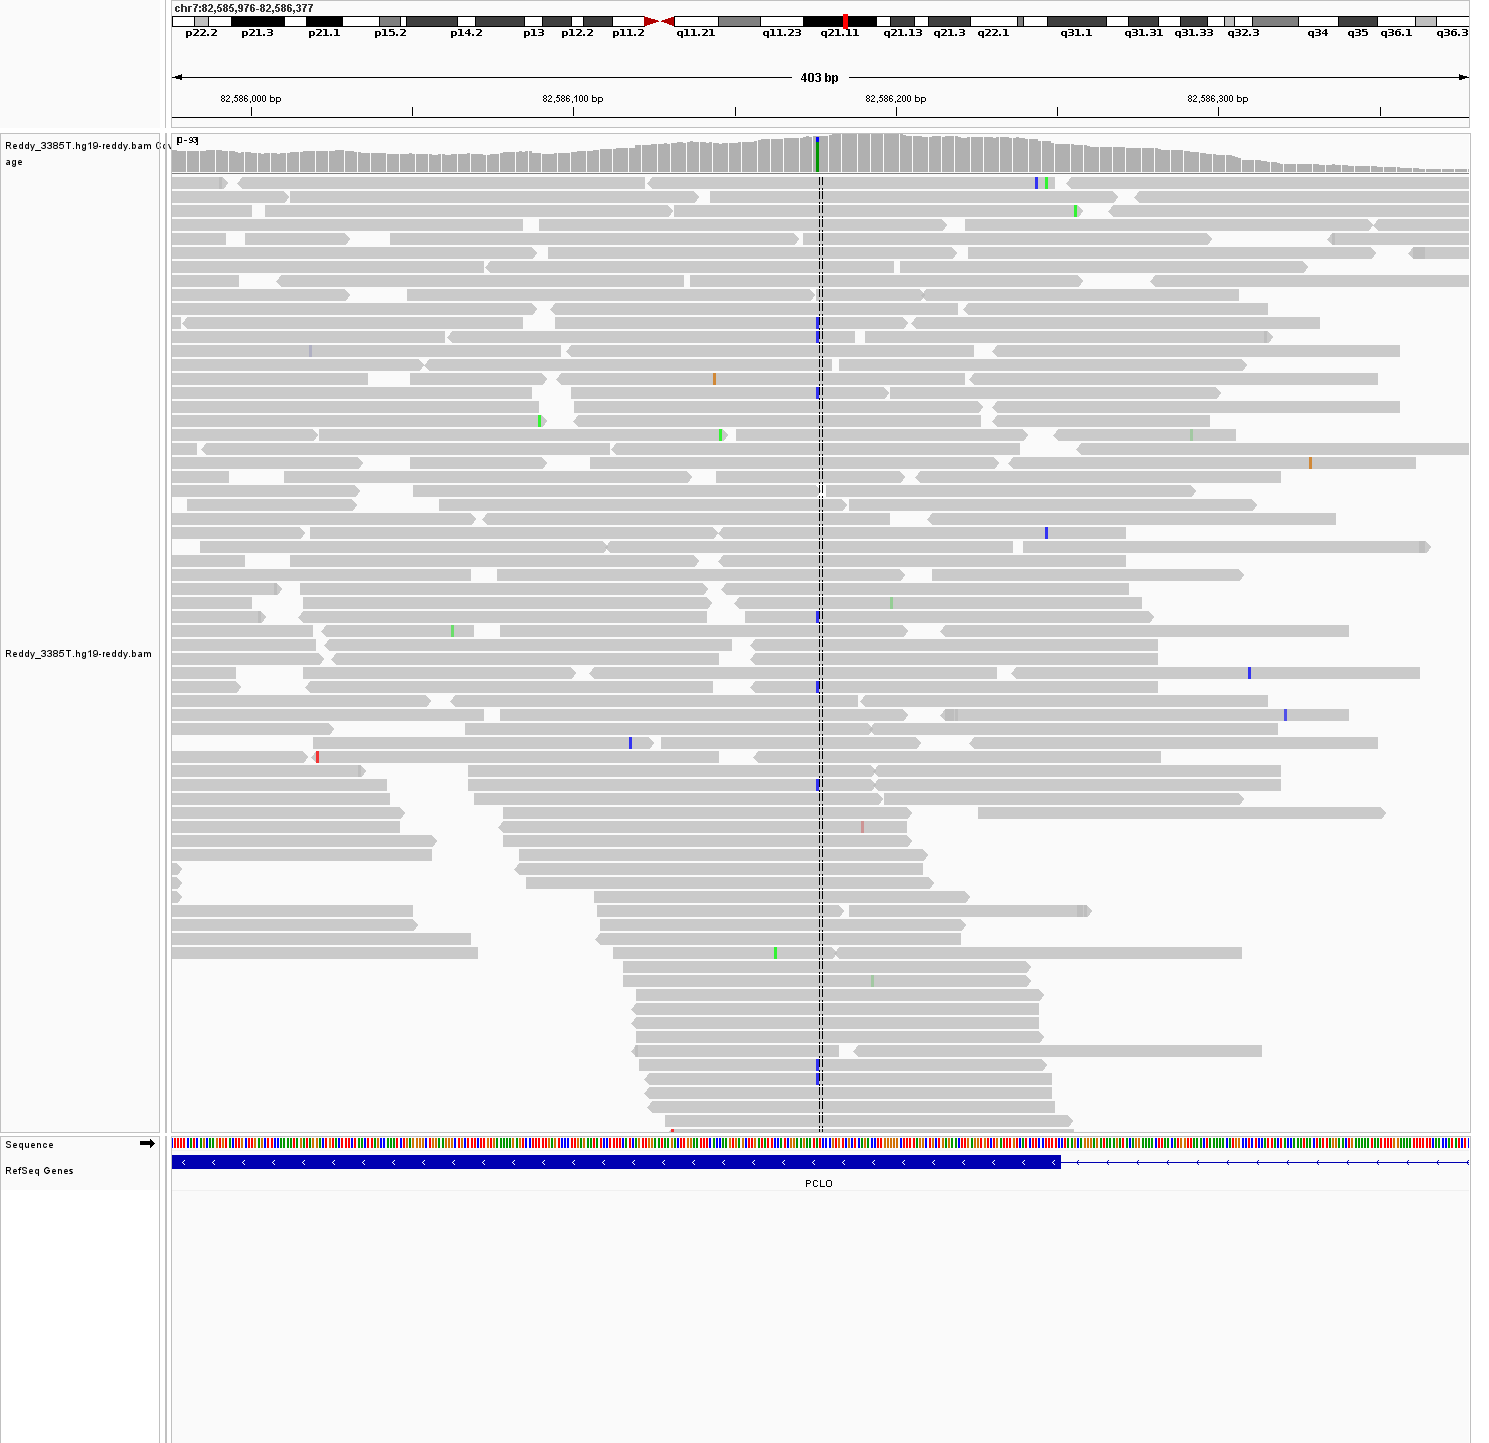 chr7:82,585,976-82,586,377
p22.2 p21.3 p21.1 p15.2 p14.2 p13 p12.2 p11.2 q11.21 q11.23 q21.11 q21.13 q21.3 q22.1 q31.1 q31.31 q31.33 q32.3 q34 q35 q36.1 q36.3
403 bp
82,586,000 bp 82,586,100 bp 82,586,200 bp 82,586,300 bp
[0-93]
Reddy_3385T.hg19-reddy.bam Cov
age
Reddy_3385T.hg19-reddy.bam
Sequence
RefSeq Genes
PCLO